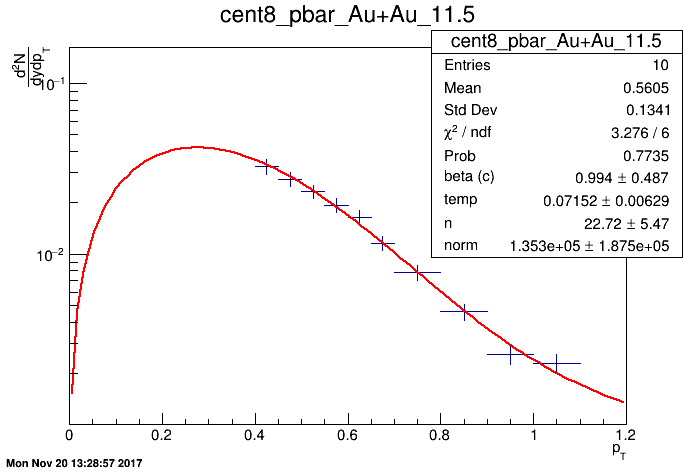 cent8_pbar_Au+Au_11.5
d²N
dydp_T
cent8_pbar_Au+Au_11.5
Entries 10
Mean 0.5605
Std Dev 0.1341
χ² / ndf 3.276 / 6
Prob 0.7735
beta (c) 0.994 ± 0.487
temp 0.07152 ± 0.00629
n 22.72 ± 5.47
norm 1.353e+05 ± 1.875e+05
10⁻¹
10⁻²
0 0.2 0.4 0.6 0.8 1 1.2
p_T
Mon Nov 20 13:28:57 2017